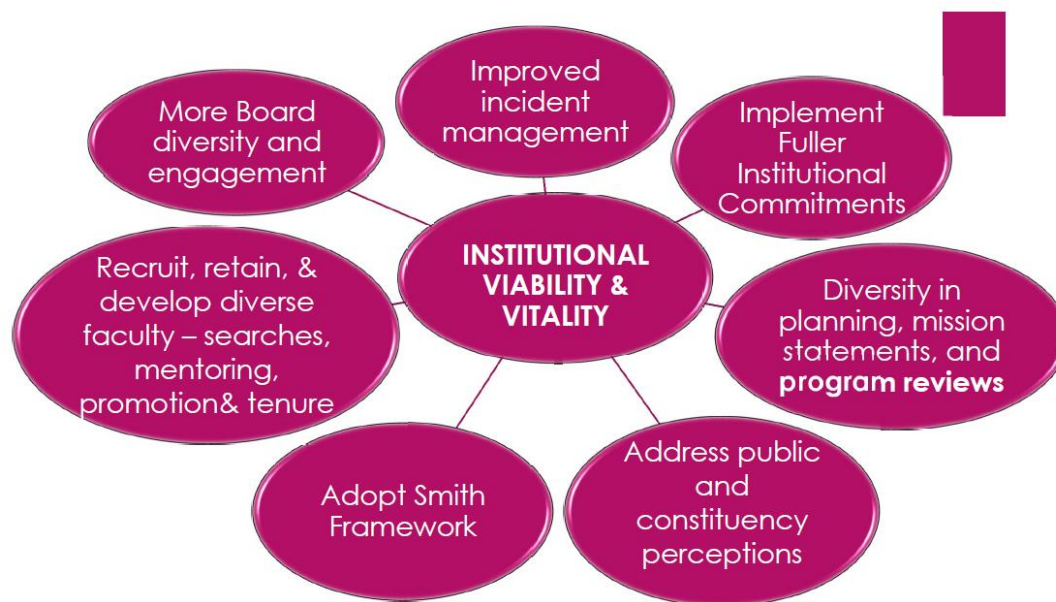 More Board
diversity and
engagement
Improved
incident
management
Implement
Fuller
Institutional
Commitments
INSTITUTIONAL
VIABILITY &
VITALITY
Recruit, retain, &
develop diverse
faculty – searches,
mentoring,
promotion& tenure
Diversity in
planning, mission
statements, and
program reviews
Adopt Smith
Framework
Address public
and
constituency
perceptions